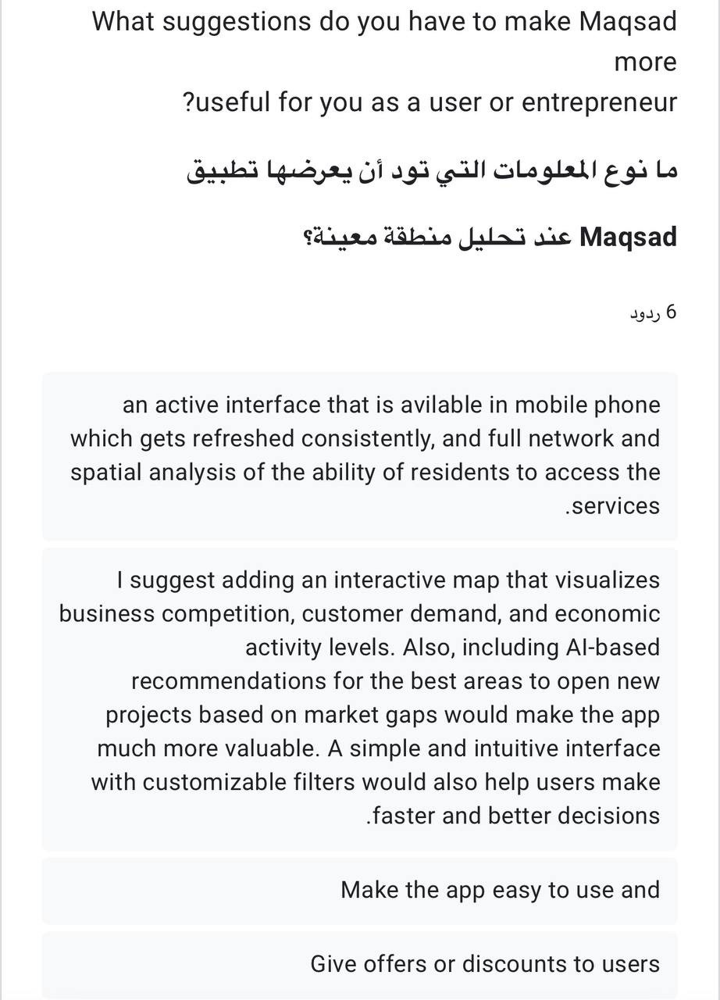 What suggestions do you have to make Maqsad
more
?useful for you as a user or entrepreneur
ما نوع المعلومات التي تود أن يعرضها تطبيق
Maqsad عند تحليل منطقة معينة؟
6 ردود
an active interface that is avilable in mobile phone
which gets refreshed consistently, and full network and
spatial analysis of the ability of residents to access the
.services
I suggest adding an interactive map that visualizes
business competition, customer demand, and economic
activity levels. Also, including AI-based
recommendations for the best areas to open new
projects based on market gaps would make the app
much more valuable. A simple and intuitive interface
with customizable filters would also help users make
.faster and better decisions
Make the app easy to use and
Give offers or discounts to users